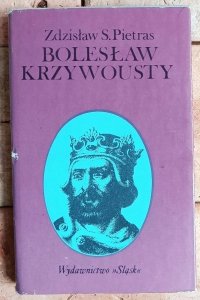 Zdzisław S. Pietras
BOLESŁAW
KRZYWOUSTY
Wydawnictwo »Śląsk«